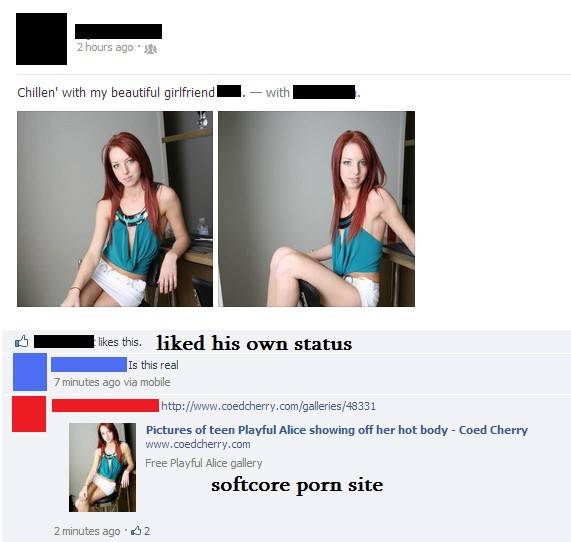 2 hours ago ·
Chillen' with my beautiful girlfriend . — with .
likes this. liked his own status
Is this real
7 minutes ago via mobile
http://www.coedcherry.com/galleries/48331
Pictures of teen Playful Alice showing off her hot body - Coed Cherry
www.coedcherry.com
Free Playful Alice gallery
softcore porn site
2 minutes ago · 2